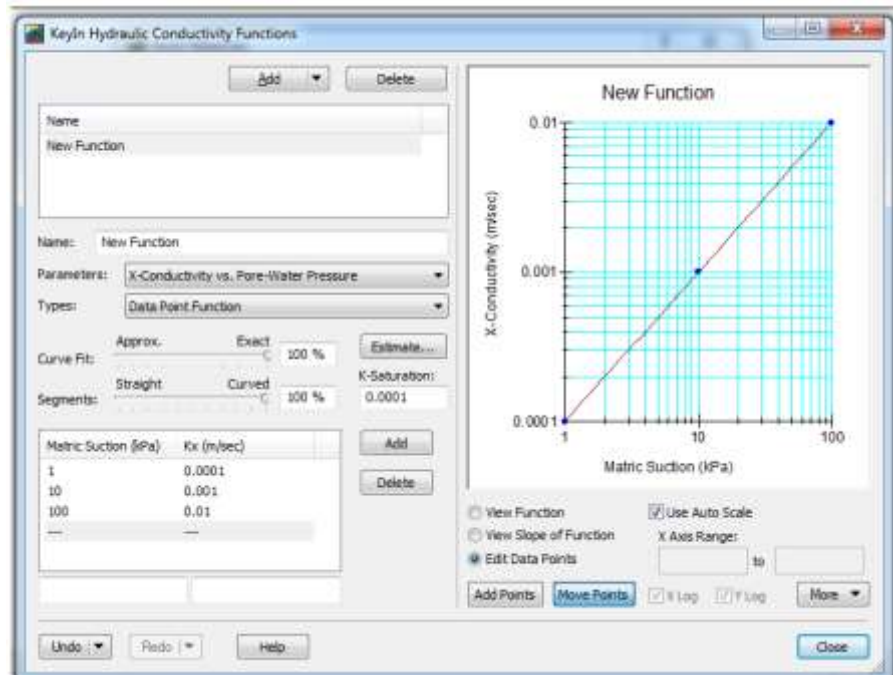 KeyIn Hydraulic Conductivity Functions
Add
Delete
Name
New Function
Name: New Function
Parameters: X-Conductivity vs. Pore-Water Pressure
Types: Data Point Function
Approx. Exact
Curve Fit: 100 %
Estimate...
Straight Curved
Segments: 100 %
K-Saturation:
0.0001
Matric Suction (kPa) Kx (m/sec)
1 0.0001
10 0.001
100 0.01
--- ---
Add
Delete
New Function
X-Conductivity (m/sec)
0.01
0.001
0.0001
1 10 100
Matric Suction (kPa)
View Function
Use Auto Scale
View Slope of Function
X Axis Range:
Edit Data Points
to
Add Points
Move Points
X Log
Y Log
More
Undo
Redo
Help
Close